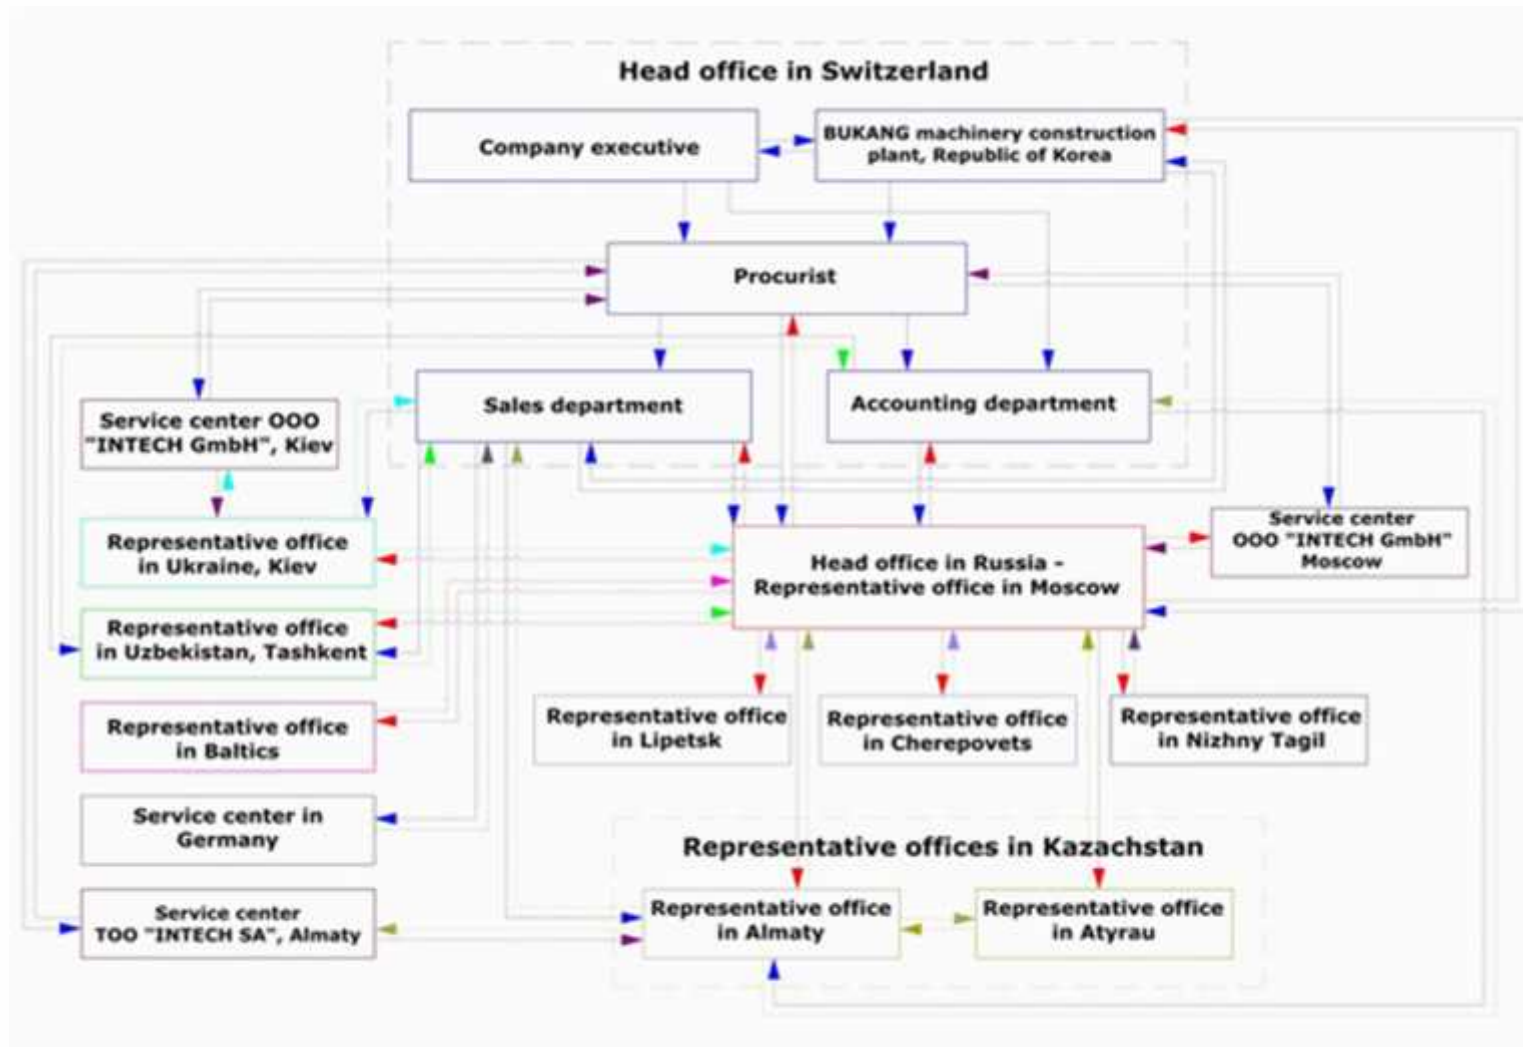 Head office in Switzerland
Company executive
BUKANG machinery construction
plant, Republic of Korea
Procurist
Sales department
Accounting department
Service center OOO
"INTECH GmbH", Kiev
Representative office
in Ukraine, Kiev
Head office in Russia -
Representative office in Moscow
Service center
OOO "INTECH GmbH"
Moscow
Representative office
in Uzbekistan, Tashkent
Representative office
in Baltics
Representative office
in Lipetsk
Representative office
in Cherepovets
Representative office
in Nizhny Tagil
Service center in
Germany
Representative offices in Kazachstan
Service center
TOO "INTECH SA", Almaty
Representative office
in Almaty
Representative office
in Atyrau